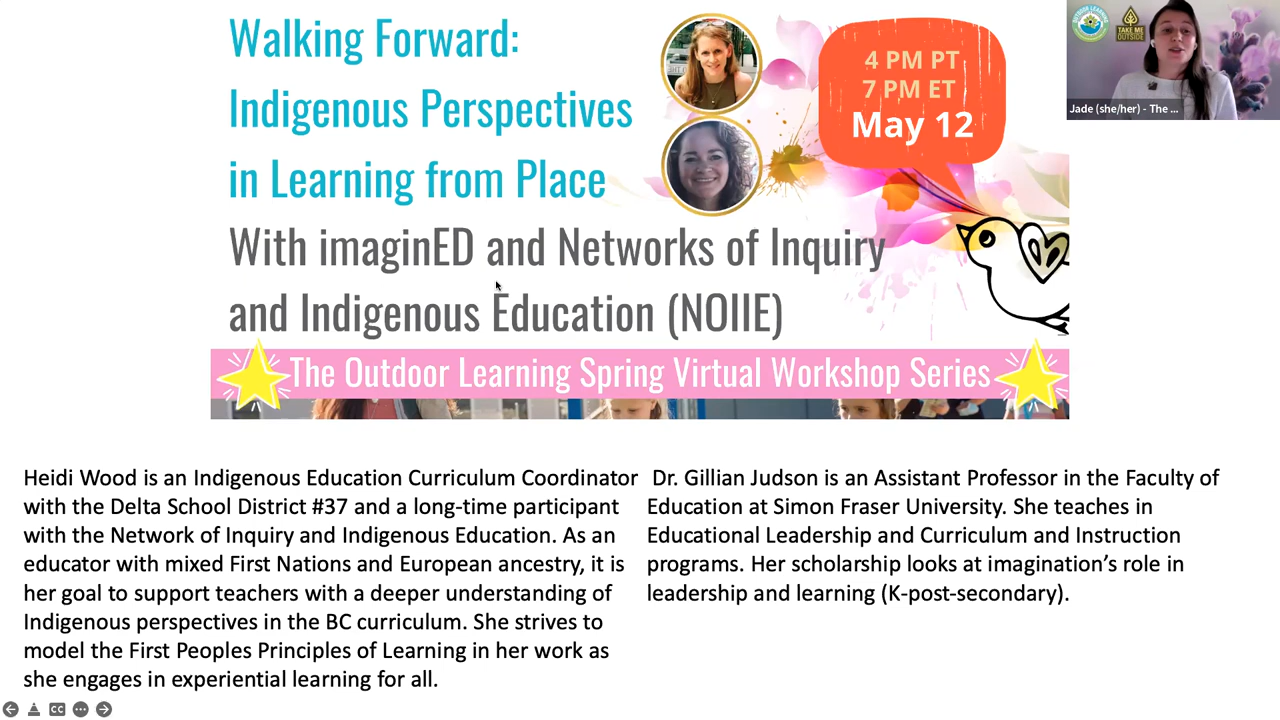 Walking Forward:
Indigenous Perspectives
in Learning from Place
With imaginED and Networks of Inquiry
and Indigenous Education (NOIIE)
4 PM PT
7 PM ET
May 12
The Outdoor Learning Spring Virtual Workshop Series
OUTDOOR LEARNING
TAKE ME
OUTSIDE
Jade (she/her) - The ...
Heidi Wood is an Indigenous Education Curriculum Coordinator
with the Delta School District #37 and a long-time participant
with the Network of Inquiry and Indigenous Education. As an
educator with mixed First Nations and European ancestry, it is
her goal to support teachers with a deeper understanding of
Indigenous perspectives in the BC curriculum. She strives to
model the First Peoples Principles of Learning in her work as
she engages in experiential learning for all.
Dr. Gillian Judson is an Assistant Professor in the Faculty of
Education at Simon Fraser University. She teaches in
Educational Leadership and Curriculum and Instruction
programs. Her scholarship looks at imagination’s role in
leadership and learning (K-post-secondary).
CC